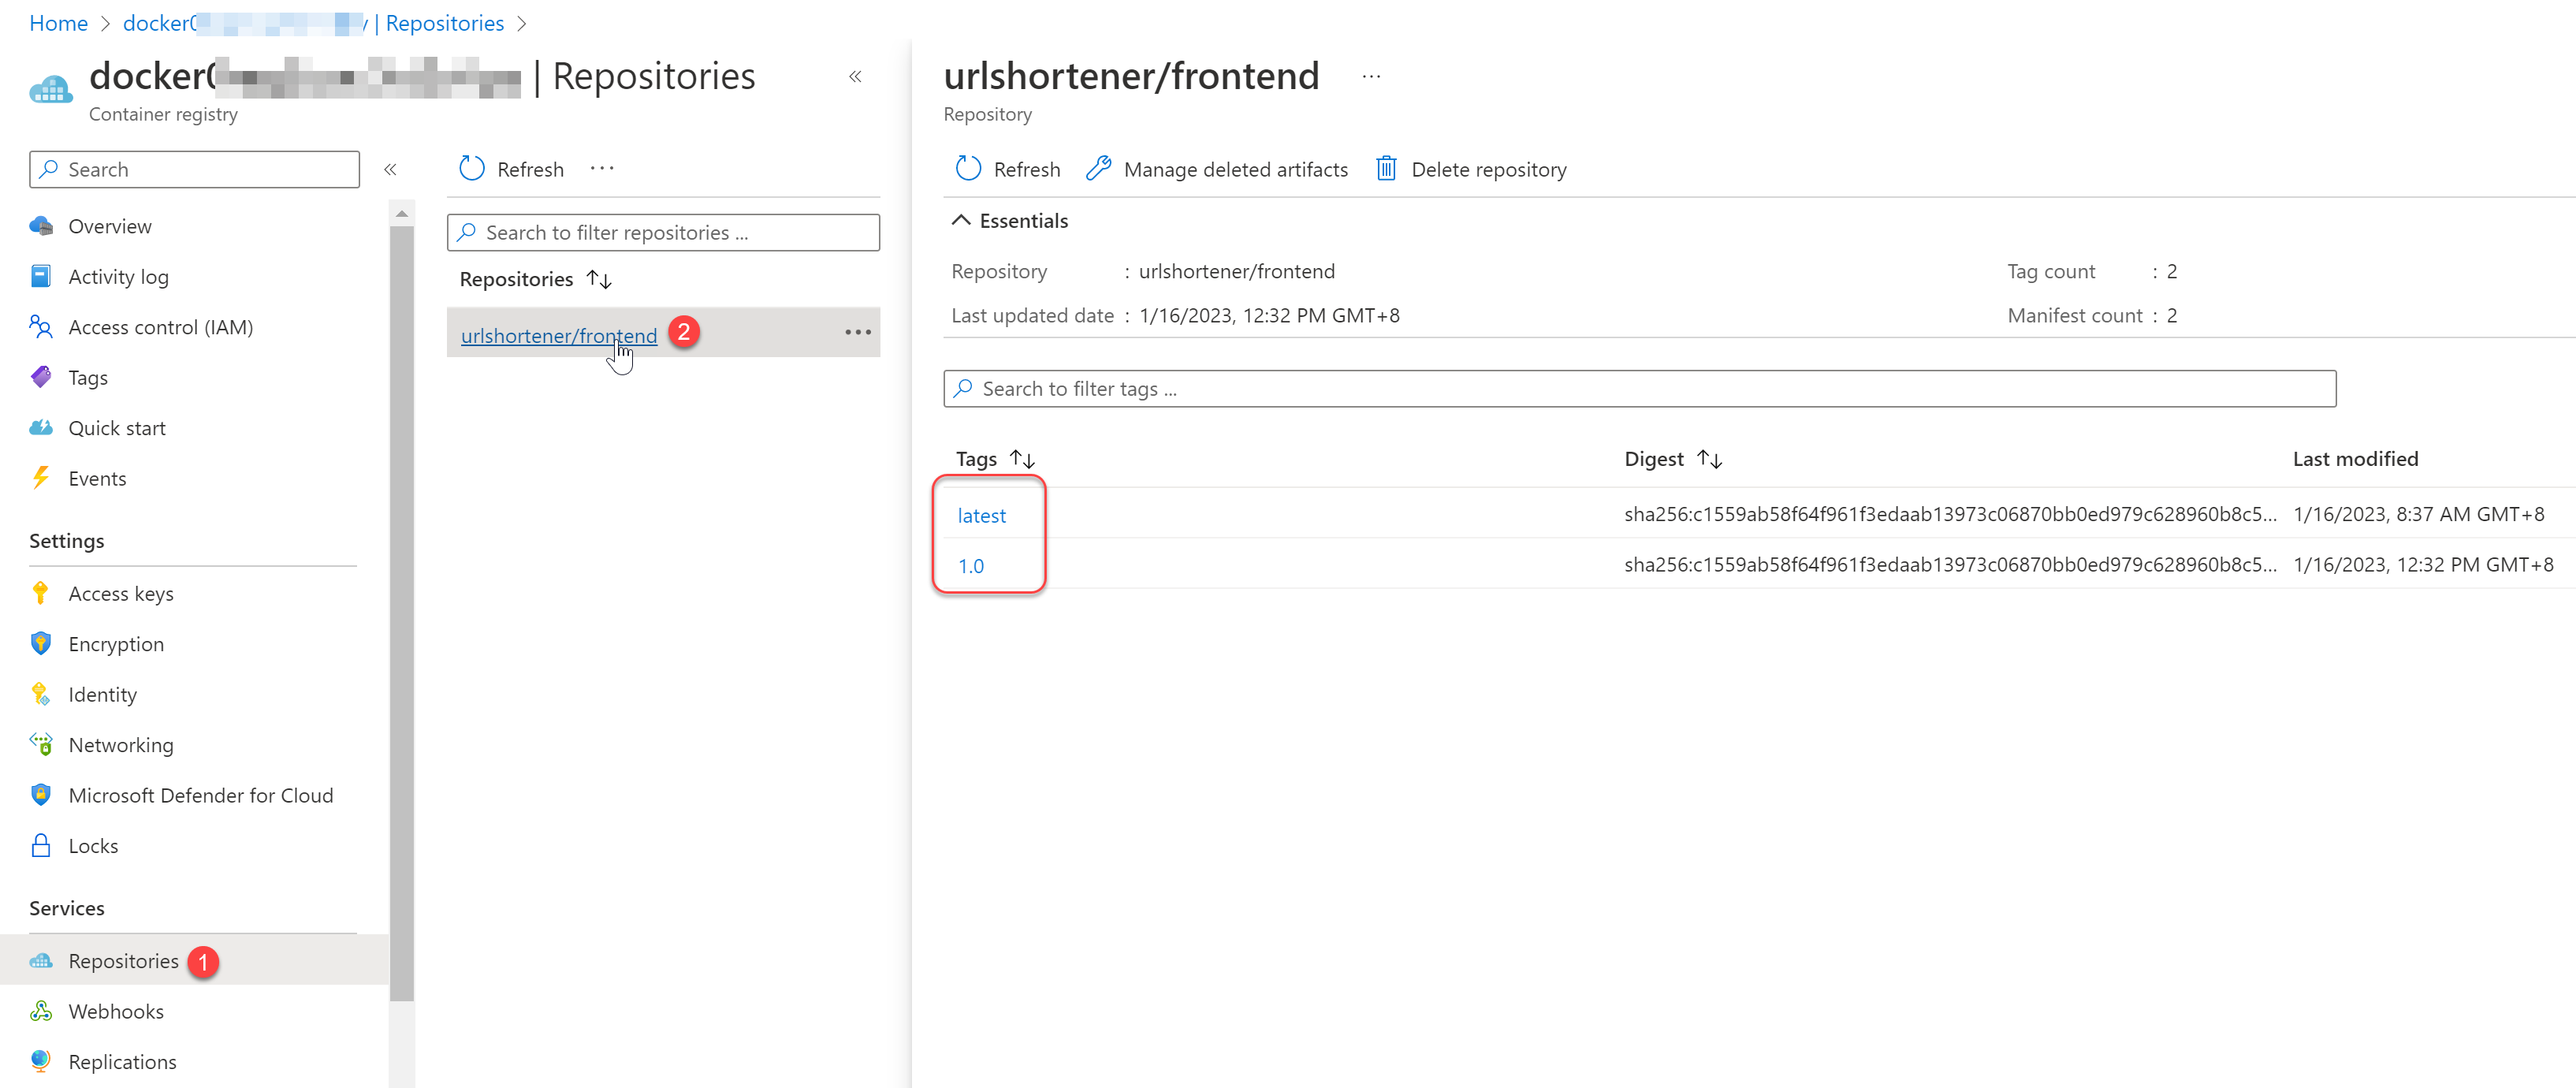 Home > docker | Repositories >
docker | Repositories
Container registry
Search
Overview
Activity log
Access control (IAM)
Tags
Quick start
Events
Settings
Access keys
Encryption
Identity
Networking
Microsoft Defender for Cloud
Locks
Services
Repositories 1
Webhooks
Replications
Refresh
Search to filter repositories ...
Repositories
urlshortener/frontend 2
urlshortener/frontend
Repository
Refresh Manage deleted artifacts Delete repository
Essentials
Repository : urlshortener/frontend Tag count : 2
Last updated date : 1/16/2023, 12:32 PM GMT+8 Manifest count : 2
Search to filter tags ...
Tags Digest Last modified
latest sha256:c1559ab58f64f961f3edaab13973c06870bb0ed979c628960b8c5... 1/16/2023, 8:37 AM GMT+8
1.0 sha256:c1559ab58f64f961f3edaab13973c06870bb0ed979c628960b8c5... 1/16/2023, 12:32 PM GMT+8